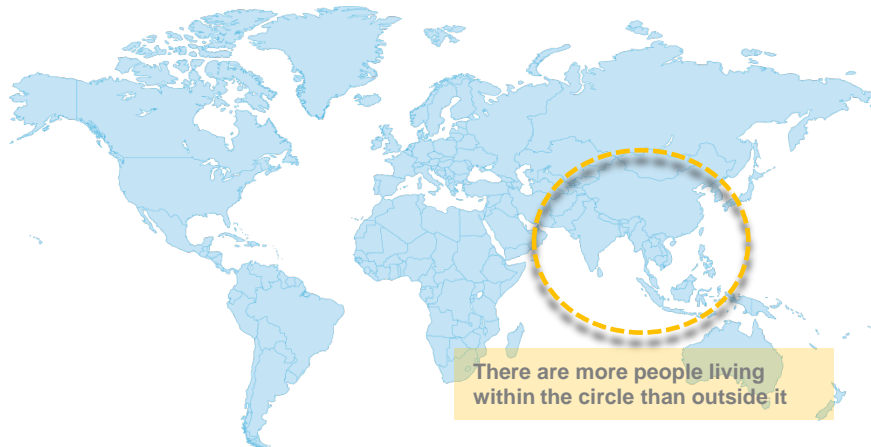 There are more people living
within the circle than outside it